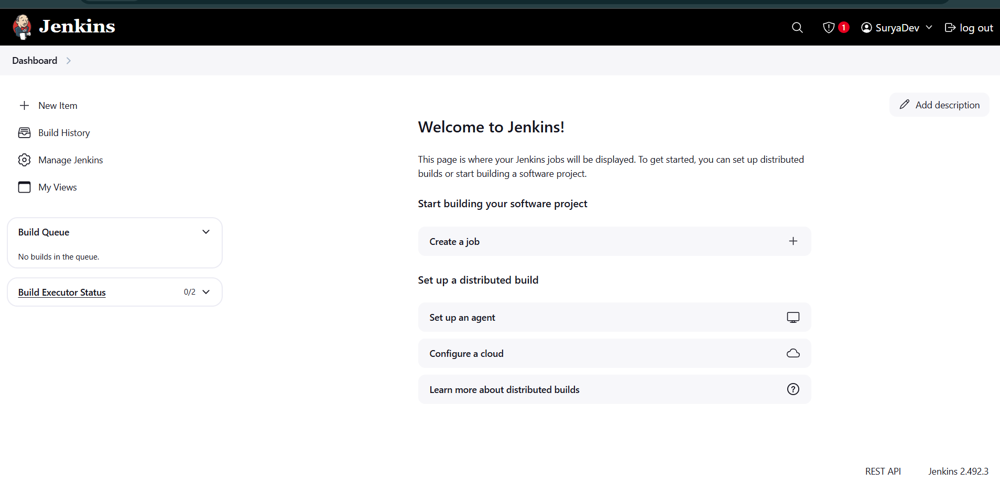 Jenkins
1
SuryaDev
log out
Dashboard
New Item
Build History
Manage Jenkins
My Views
Build Queue
No builds in the queue.
Build Executor Status
0/2
Add description
Welcome to Jenkins!
This page is where your Jenkins jobs will be displayed. To get started, you can set up distributed
builds or start building a software project.
Start building your software project
Create a job
Set up a distributed build
Set up an agent
Configure a cloud
Learn more about distributed builds
REST API
Jenkins 2.492.3